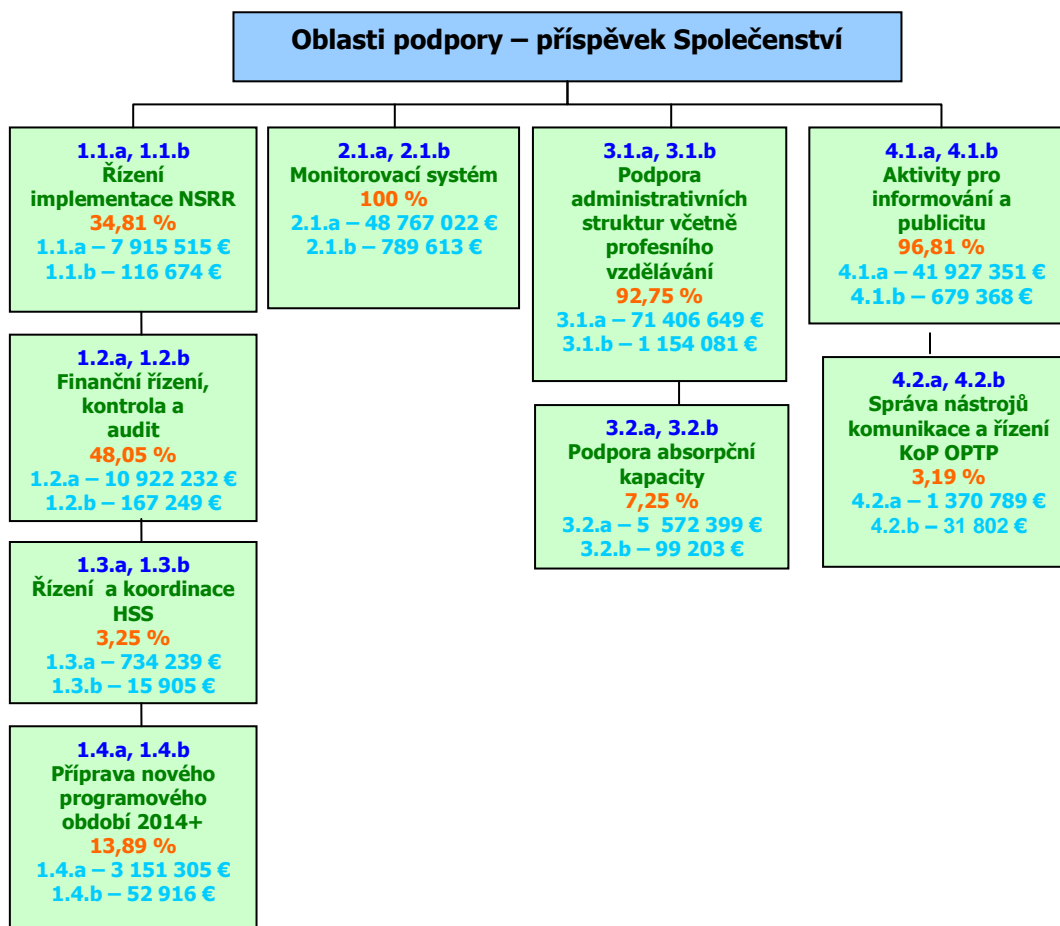 Oblasti podpory – příspěvek Společenství
1.1.a, 1.1.b
Řízení
implementace NSRR
34,81 %
1.1.a – 7 915 515 €
1.1.b – 116 674 €
1.2.a, 1.2.b
Finanční řízení,
kontrola a
audit
48,05 %
1.2.a – 10 922 232 €
1.2.b – 167 249 €
1.3.a, 1.3.b
Řízení  a koordinace
HSS
3,25 %
1.3.a – 734 239 €
1.3.b – 15 905 €
1.4.a, 1.4.b
Příprava nového
programového
období 2014+
13,89 %
1.4.a – 3 151 305 €
1.4.b – 52 916 €
2.1.a, 2.1.b
Monitorovací systém
100 %
2.1.a – 48 767 022 €
2.1.b – 789 613 €
3.1.a, 3.1.b
Podpora
administrativních
struktur včetně
profesního
vzdělávání
92,75 %
3.1.a – 71 406 649 €
3.1.b – 1 154 081 €
3.2.a, 3.2.b
Podpora absorpční
kapacity
7,25 %
3.2.a – 5  572 399 €
3.2.b – 99 203 €
4.1.a, 4.1.b
Aktivity pro
informování a
publicitu
96,81 %
4.1.a – 41 927 351 €
4.1.b – 679 368 €
4.2.a, 4.2.b
Správa nástrojů
komunikace a řízení
KoP OPTP
3,19 %
4.2.a – 1 370 789 €
4.2.b – 31 802 €